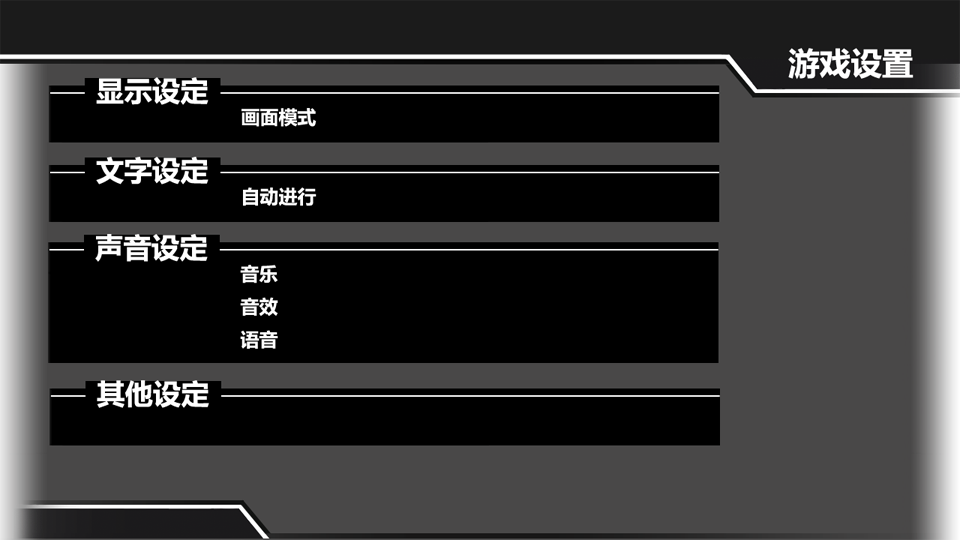 游戏设置
显示设定
画面模式
文字设定
自动进行
声音设定
音乐
音效
语音
其他设定